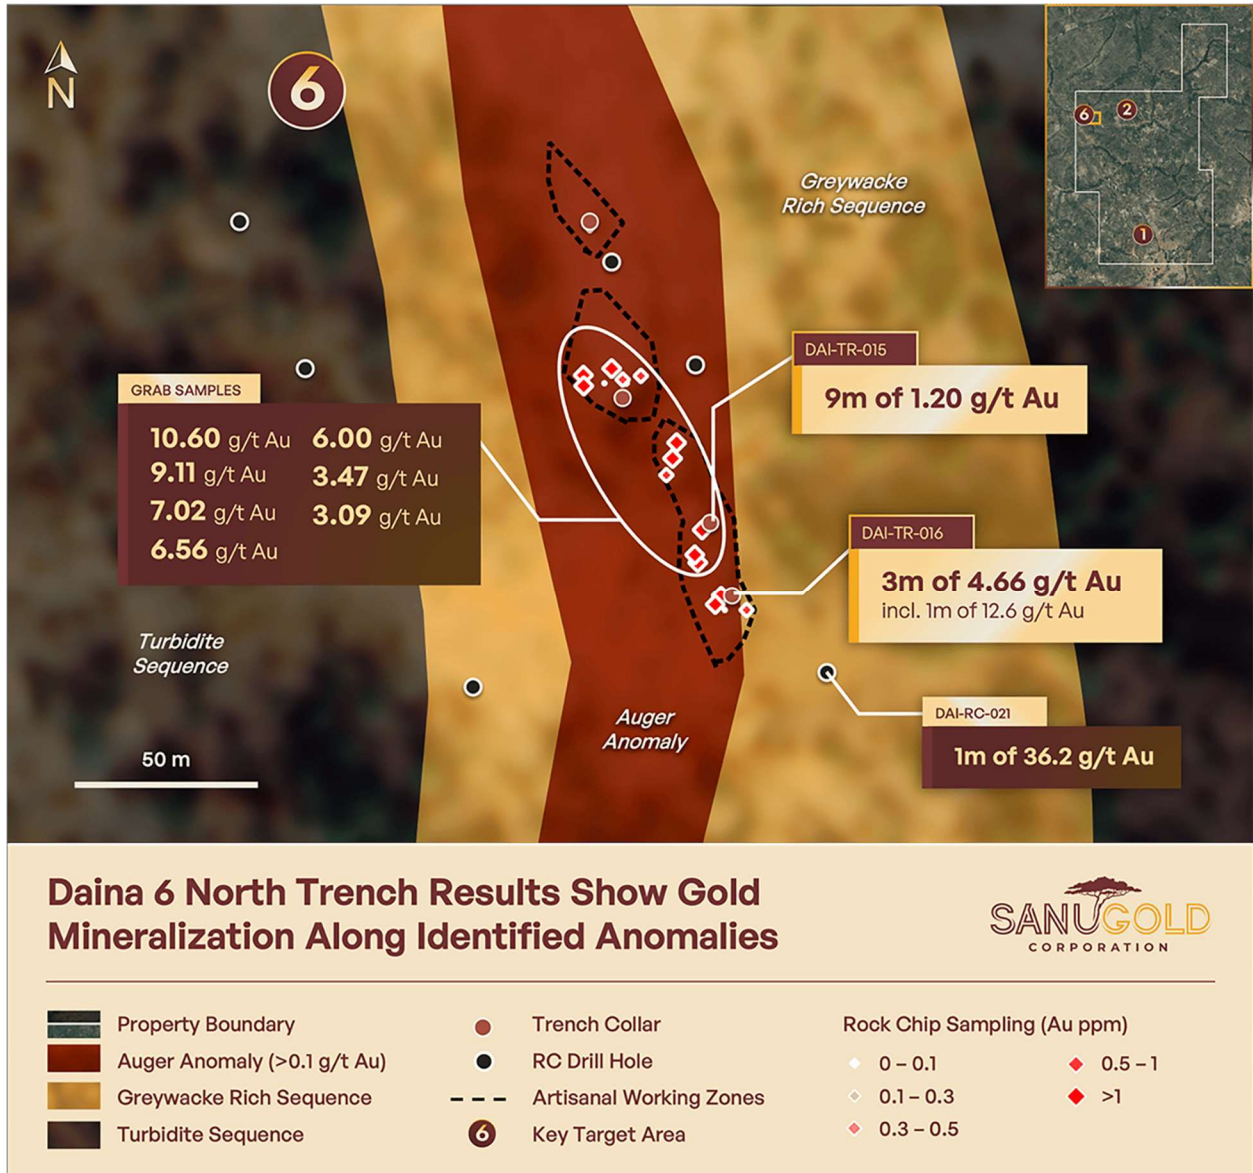 N
6
6
2
1
Greywacke
Rich Sequence
DAI-TR-015
9m of 1.20 g/t Au
GRAB SAMPLES
10.60 g/t Au
6.00 g/t Au
9.11 g/t Au
3.47 g/t Au
7.02 g/t Au
3.09 g/t Au
6.56 g/t Au
DAI-TR-016
3m of 4.66 g/t Au
incl. 1m of 12.6 g/t Au
Turbidite
Sequence
Auger
Anomaly
DAI-RC-021
1m of 36.2 g/t Au
50 m
Daina 6 North Trench Results Show Gold
Mineralization Along Identified Anomalies
SANUGOLD
CORPORATION
Property Boundary
Auger Anomaly (>0.1 g/t Au)
Greywacke Rich Sequence
Turbidite Sequence
Trench Collar
RC Drill Hole
Artisanal Working Zones
6
Key Target Area
Rock Chip Sampling (Au ppm)
0 – 0.1
0.1 – 0.3
0.3 – 0.5
0.5 – 1
>1